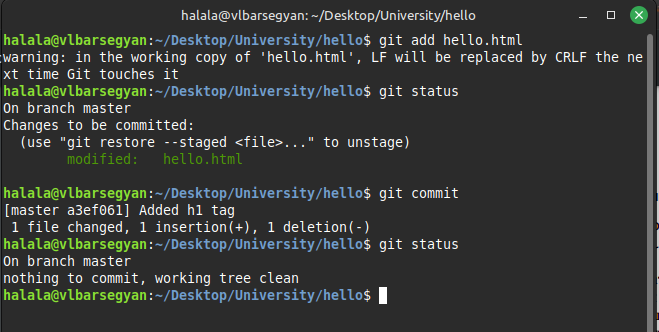 halala@vlbarsegyan: ~/Desktop/University/hello
halala@vlbarsegyan:~/Desktop/University/hello$ git add hello.html
warning: in the working copy of 'hello.html', LF will be replaced by CRLF the ne
xt time Git touches it
halala@vlbarsegyan:~/Desktop/University/hello$ git status
On branch master
Changes to be committed:
  (use "git restore --staged <file>..." to unstage)
        modified:   hello.html

halala@vlbarsegyan:~/Desktop/University/hello$ git commit
[master a3ef061] Added h1 tag
 1 file changed, 1 insertion(+), 1 deletion(-)
halala@vlbarsegyan:~/Desktop/University/hello$ git status
On branch master
nothing to commit, working tree clean
halala@vlbarsegyan:~/Desktop/University/hello$